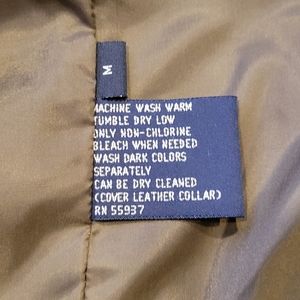 M
MACHINE WASH WARM
TUMBLE DRY LOW
ONLY NON-CHLORINE
BLEACH WHEN NEEDED
WASH DARK COLORS
SEPARATELY
CAN BE DRY CLEANED
(COVER LEATHER COLLAR)
RN 55937